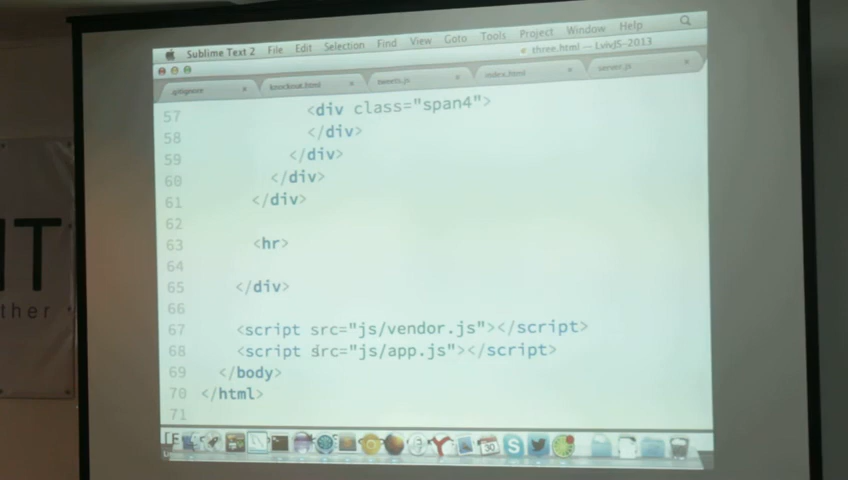 Sublime Text 2 File Edit Selection Find View Goto Tools Project Window Help
three.html — LvivJS-2013
.gitignore knockout.html tweets.js index.html server.js
57 <div class="span4">
58 </div>
59 </div>
60 </div>
61 </div>
62
63 <hr>
64
65 </div>
66
67 <script src="js/vendor.js"></script>
68 <script src="js/app.js"></script>
69 </body>
70 </html>
71
IT
ther
30